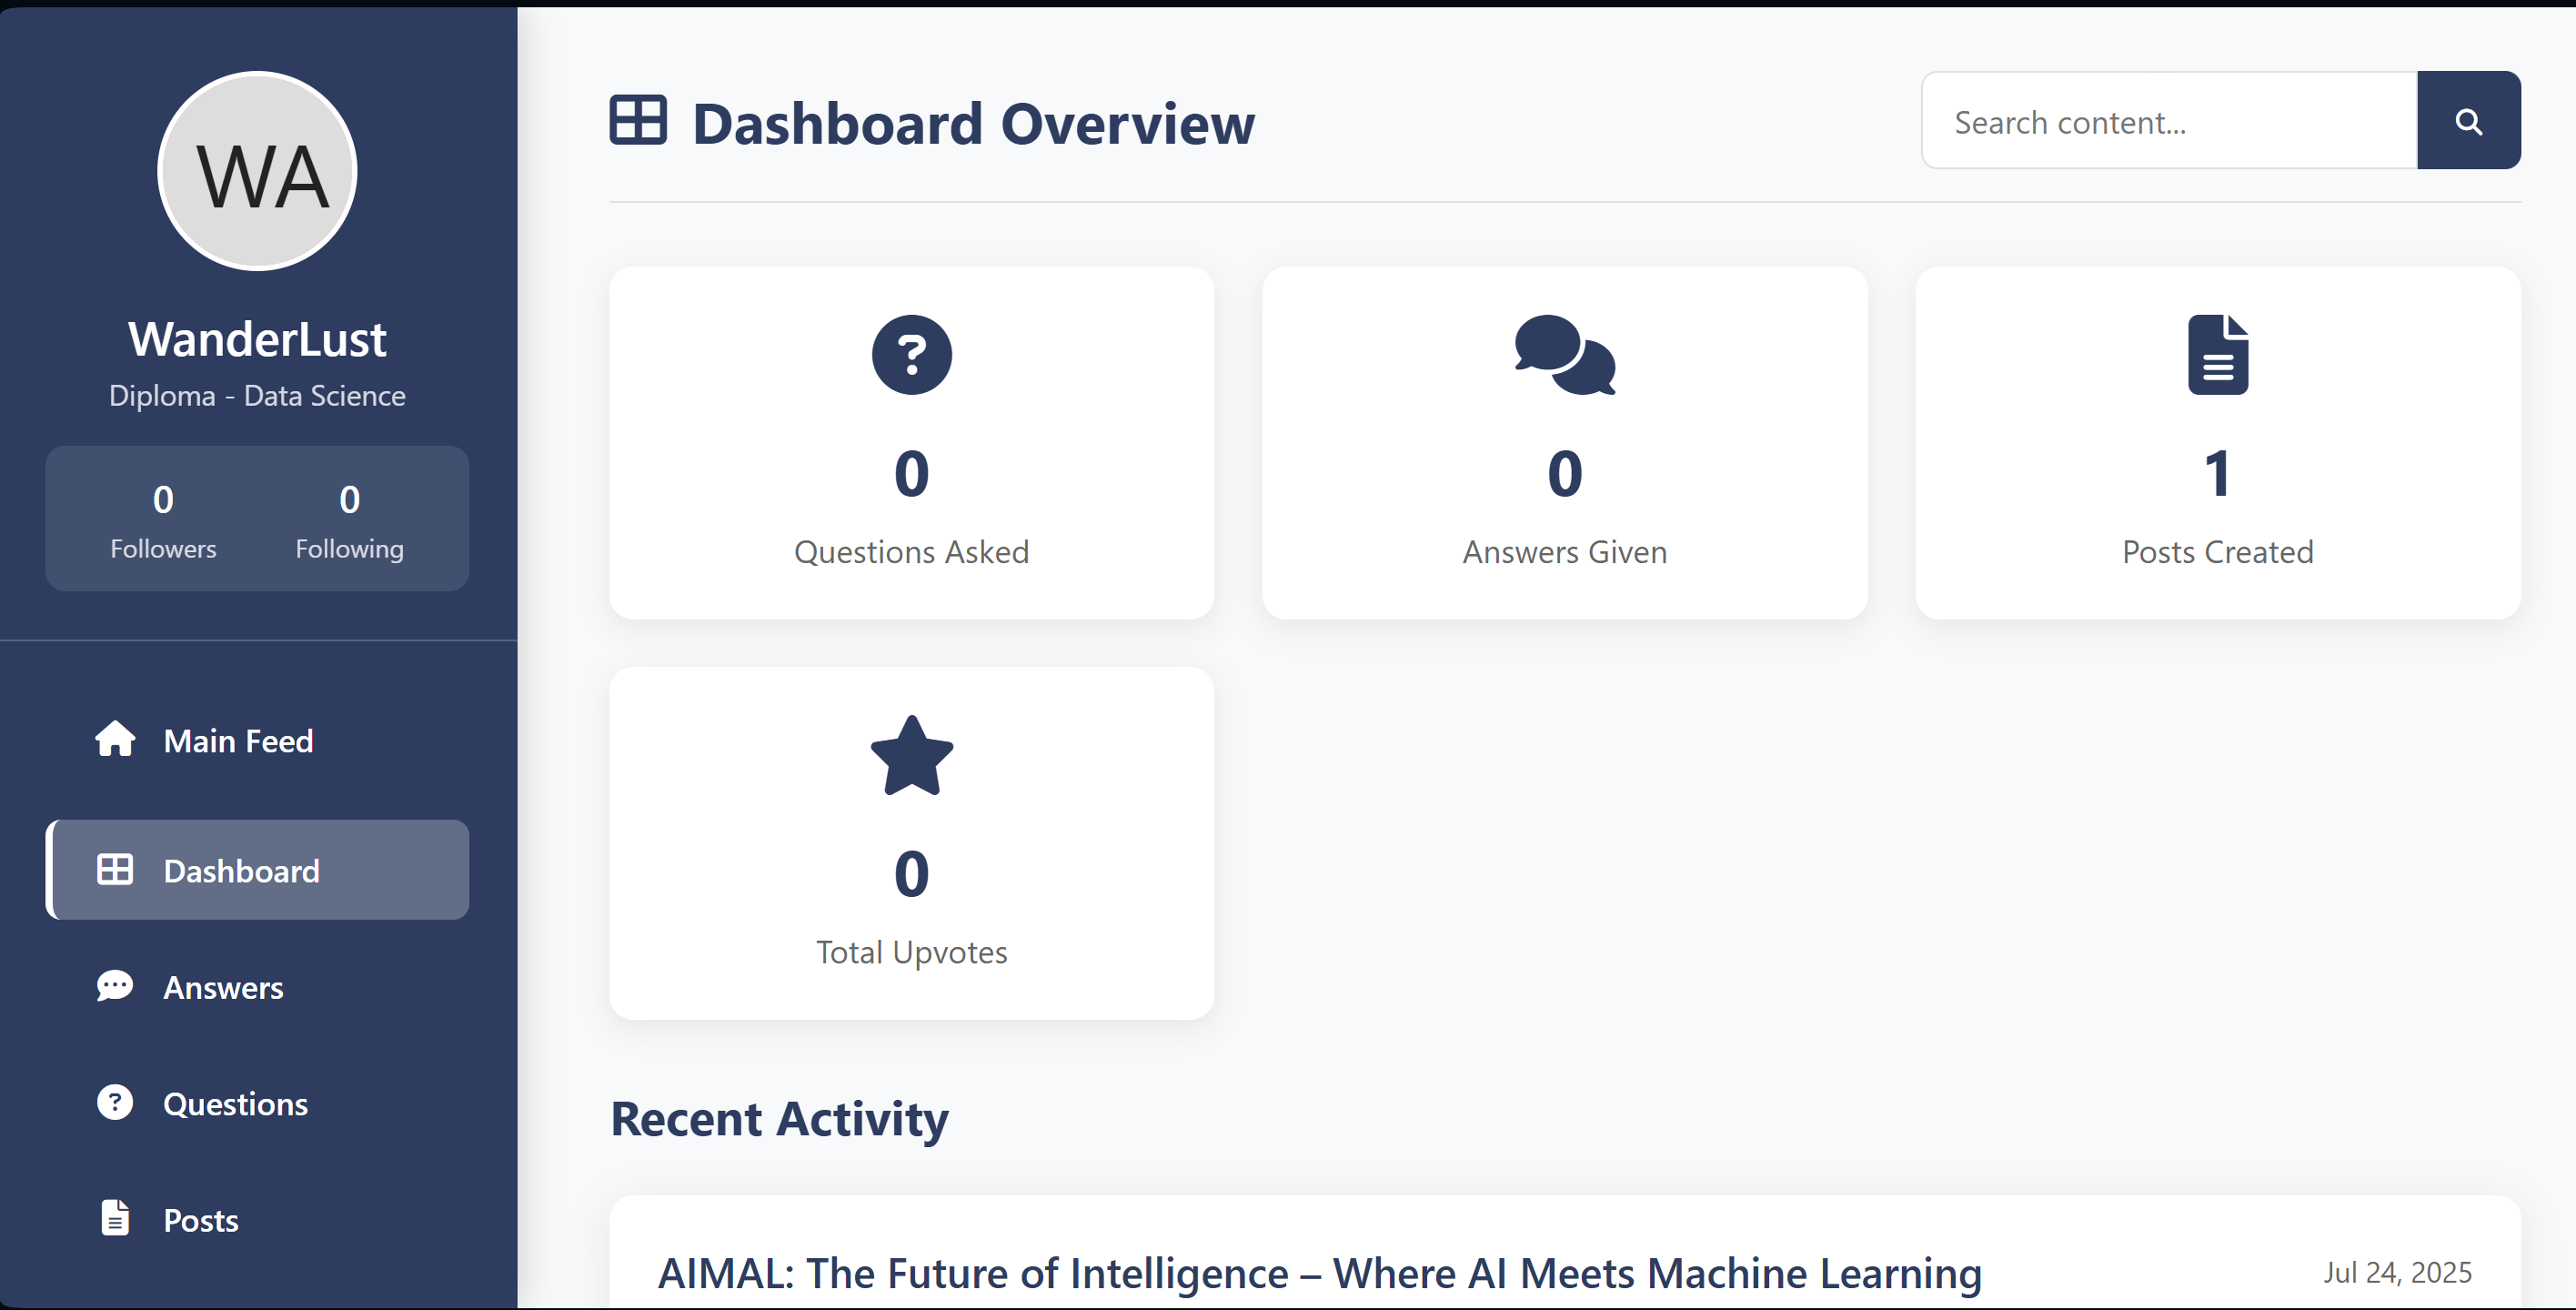 WA
WanderLust
Diploma - Data Science
0 0
Followers Following
Main Feed
Dashboard
Answers
Questions
Posts
Dashboard Overview
Search content...
0
Questions Asked
0
Answers Given
1
Posts Created
0
Total Upvotes
Recent Activity
AIMAL: The Future of Intelligence – Where AI Meets Machine Learning
Jul 24, 2025